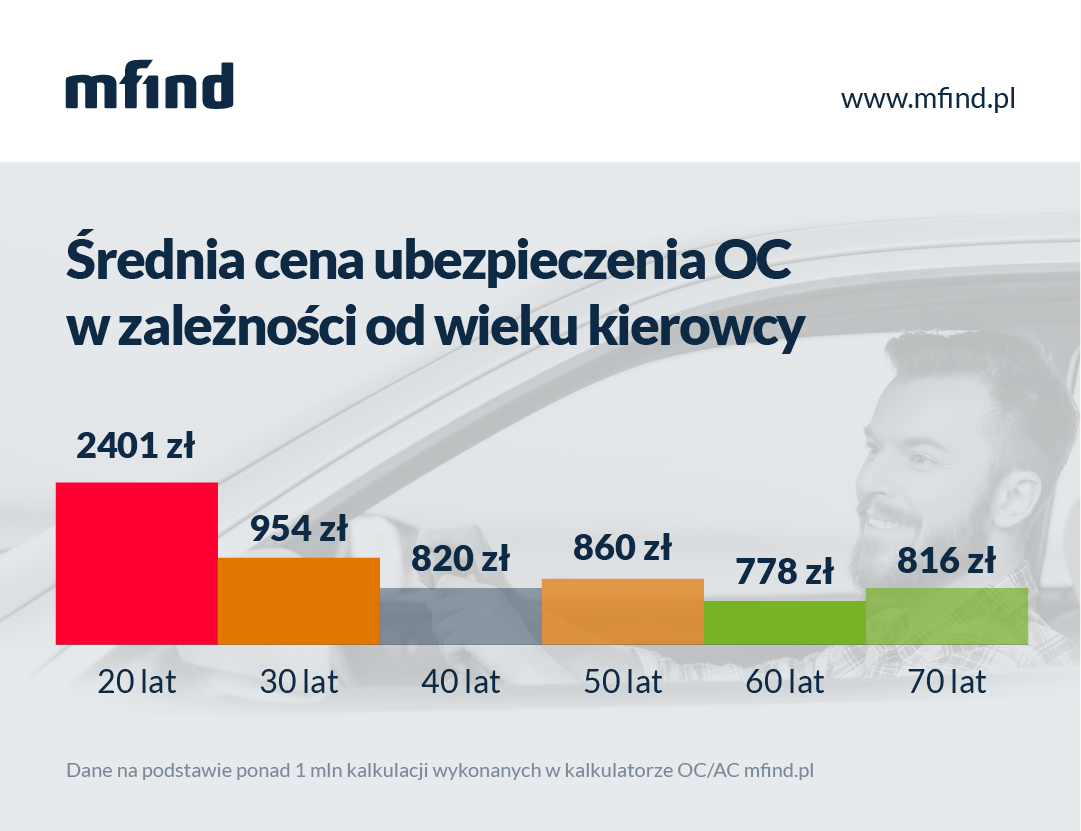 mfind
www.mfind.pl
Średnia cena ubezpieczenia OC
w zależności od wieku kierowcy
2401 zł
954 zł
820 zł
860 zł
778 zł
816 zł
20 lat
30 lat
40 lat
50 lat
60 lat
70 lat
Dane na podstawie ponad 1 mln kalkulacji wykonanych w kalkulatorze OC/AC mfind.pl